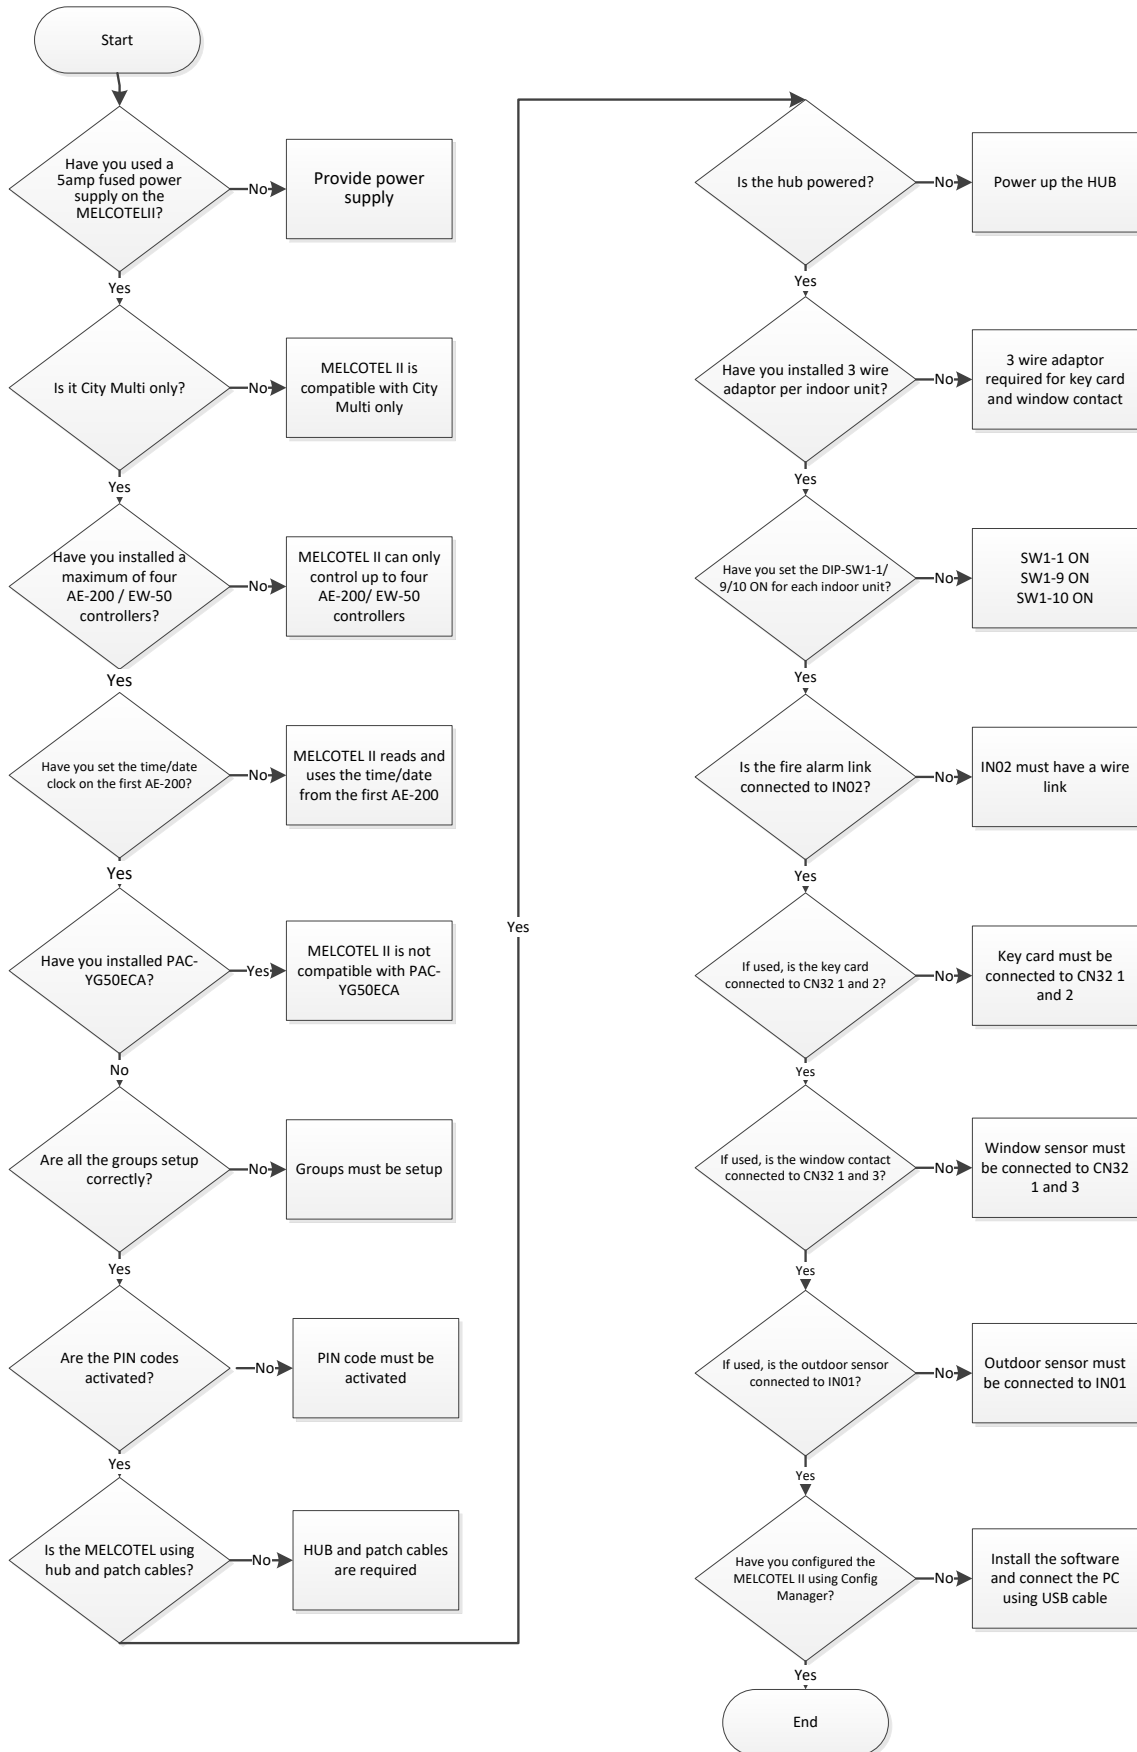 Start
Have you used a
5amp fused power
supply on the
MELCOTELII?
No
Provide power
supply
Yes
Is it City Multi only?
No
MELCOTEL II is
compatible with City
Multi only
Yes
Have you installed a
maximum of four
AE-200 / EW-50
controllers?
No
MELCOTEL II can only
control up to four
AE-200/ EW-50
controllers
Yes
Have you set the time/date
clock on the first AE-200?
No
MELCOTEL II reads and
uses the time/date
from the first AE-200
Yes
Have you installed PAC-
YG50ECA?
Yes
MELCOTEL II is not
compatible with PAC-
YG50ECA
No
Are all the groups setup
correctly?
No
Groups must be setup
Yes
Are the PIN codes
activated?
No
PIN code must be
activated
Yes
Is the MELCOTEL using
hub and patch cables?
No
HUB and patch cables
are required
Yes
Is the hub powered?
No
Power up the HUB
Yes
Have you installed 3 wire
adaptor per indoor unit?
No
3 wire adaptor
required for key card
and window contact
Yes
Have you set the DIP-SW1-1/
9/10 ON for each indoor unit?
No
SW1-1 ON
SW1-9 ON
SW1-10 ON
Yes
Is the fire alarm link
connected to IN02?
No
IN02 must have a wire
link
Yes
If used, is the key card
connected to CN32 1 and 2?
No
Key card must be
connected to CN32 1
and 2
Yes
If used, is the window contact
connected to CN32 1 and 3?
No
Window sensor must
be connected to CN32
1 and 3
Yes
If used, is the outdoor sensor
connected to IN01?
No
Outdoor sensor must
be connected to IN01
Yes
Have you configured the
MELCOTEL II using Config
Manager?
No
Install the software
and connect the PC
using USB cable
Yes
End